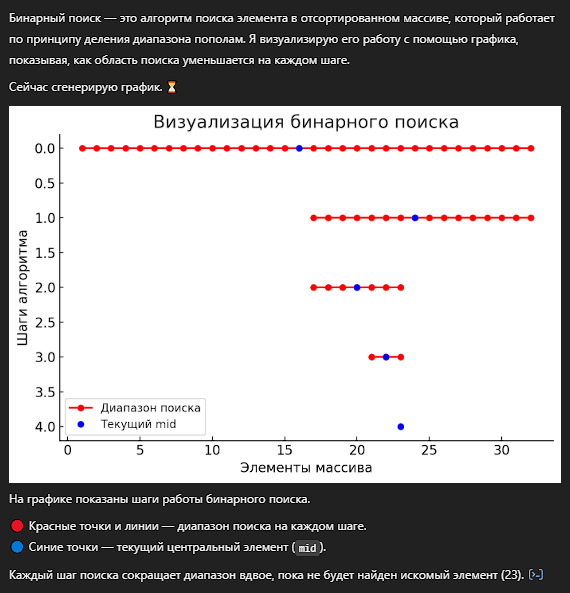 Бинарный поиск — это алгоритм поиска элемента в отсортированном массиве, который работает
по принципу деления диапазона пополам. Я визуализирую его работу с помощью графика,
показывая, как область поиска уменьшается на каждом шаге.
Сейчас сгенерирую график. ⏳
Визуализация бинарного поиска
0.0
0.5
1.0
1.5
2.0
2.5
3.0
3.5
4.0
Шаги алгоритма
Диапазон поиска
Текущий mid
0 5 10 15 20 25 30
Элементы массива
На графике показаны шаги работы бинарного поиска.
🔴 Красные точки и линии — диапазон поиска на каждом шаге.
🔵 Синие точки — текущий центральный элемент (mid).
Каждый шаг поиска сокращает диапазон вдвое, пока не будет найден искомый элемент (23). [>-]